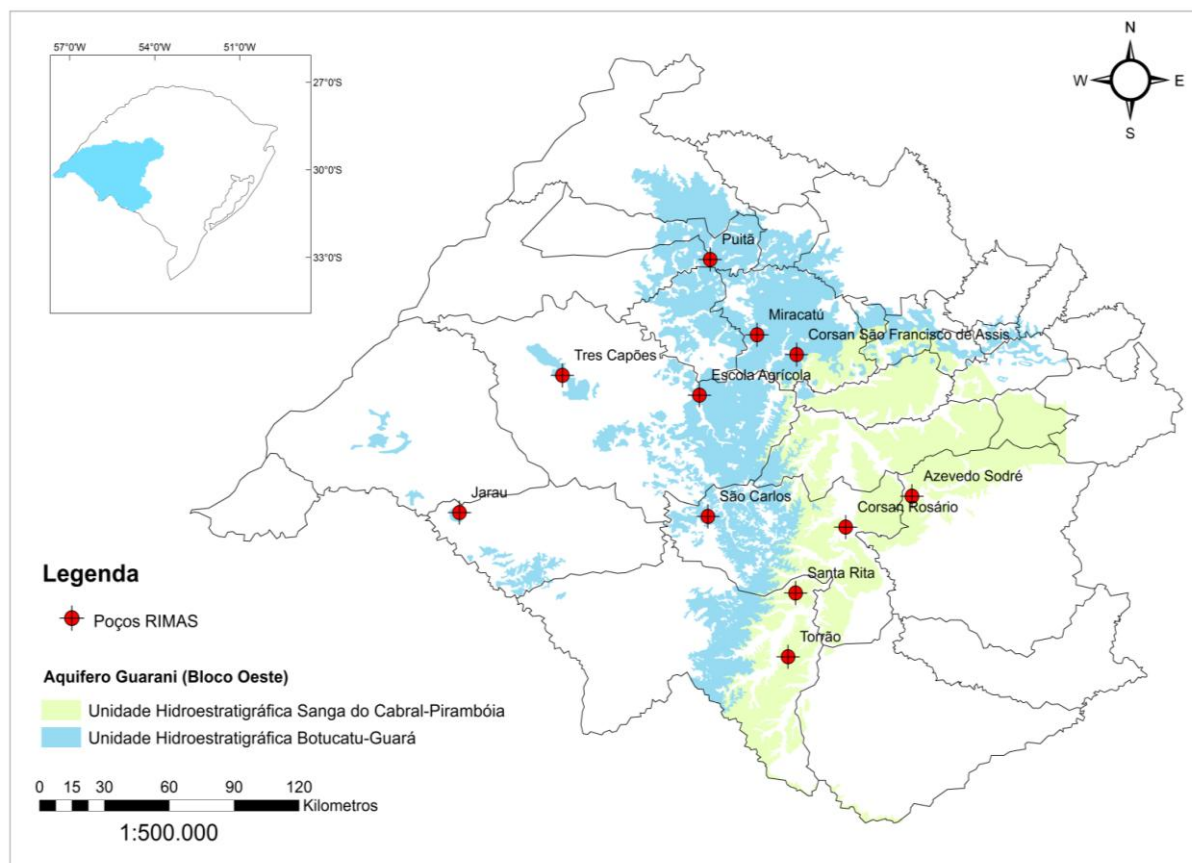 57°0'W
54°0'W
51°0'W
27°0'S
30°0'S
33°0'S
N
W
E
S
Puitã
Miracatú
Corsan São Francisco de Assis
Tres Capões
Escola Agrícola
Azevedo Sodré
Jarau
São Carlos
Corsan Rosário
Santa Rita
Torrão
Legenda
Poços RIMAS
Aquifero Guarani (Bloco Oeste)
Unidade Hidroestratigráfica Sanga do Cabral-Pirambóia
Unidade Hidroestratigráfica Botucatu-Guará
0 15 30 60 90 120
Kilometros
1:500.000